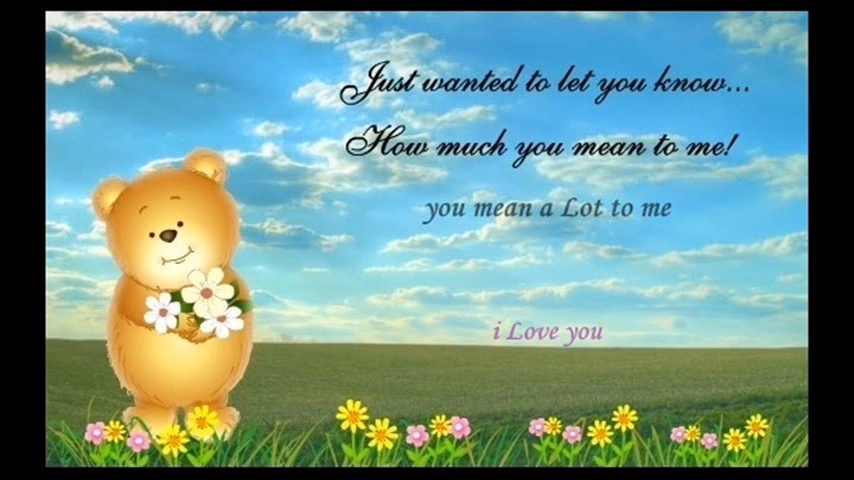 Just wanted to let you know...
How much you mean to me!
you mean a Lot to me
i Love you